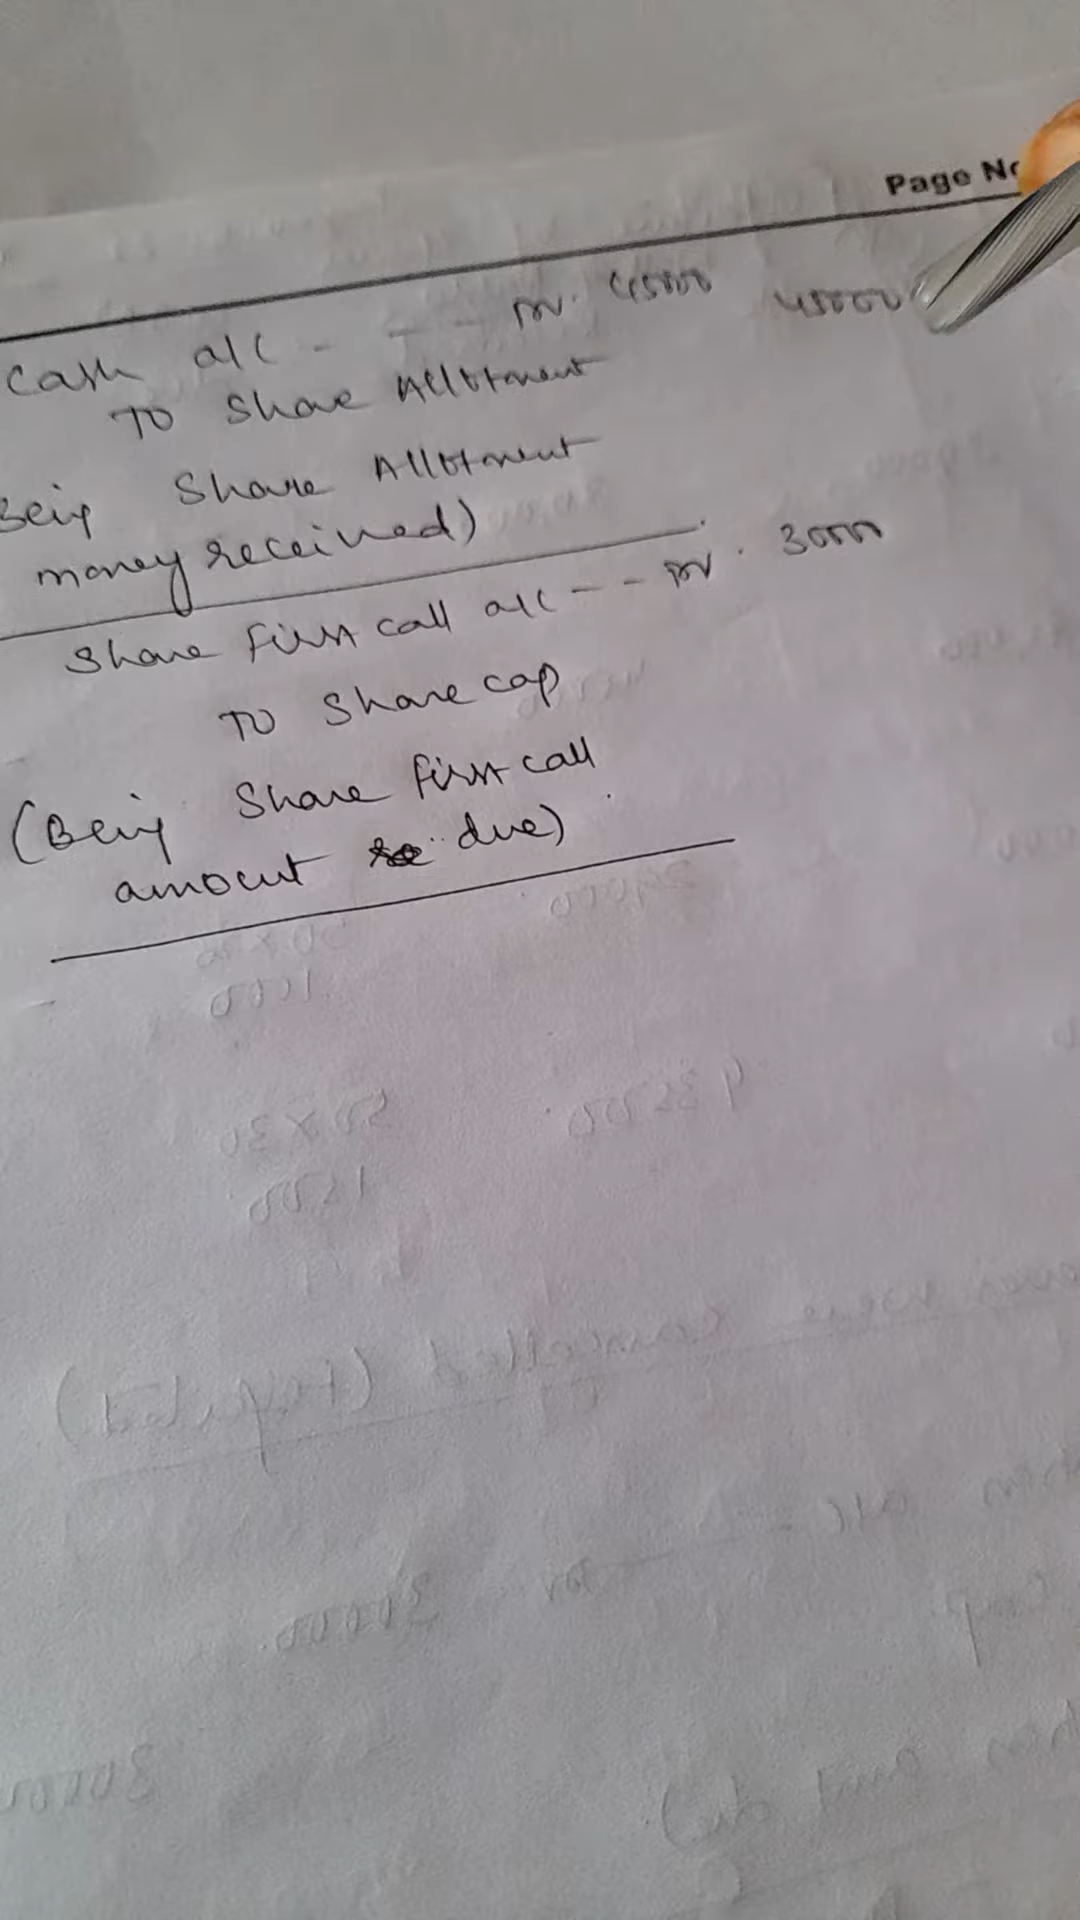 Page No
Cash a/c - - - Dr. 45000 45000
To Share Allotment
Being Share Allotment
money received)
Share first call a/c - - Dr. 30000
To Share cap
(Being Share first call
amount due)